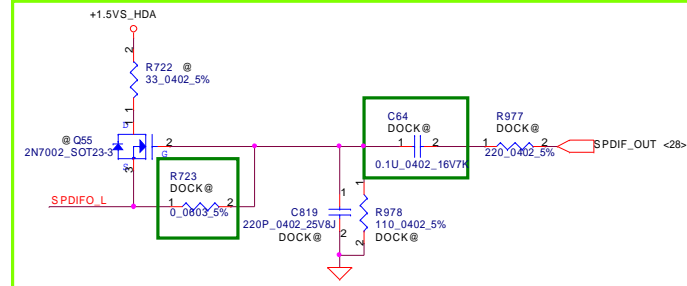 +1.5VS_HDA
2
R722 @
33_0402_5%
1
D
@ Q55
2N7002_SOT23-3
2
G
S
3
SPDIFO_L
R723
DOCK@
1 2
0_0603_5%
C64
DOCK@
1 2
0.1U_0402_16V7K
R977
DOCK@
1 2
220_0402_5%
SPDIF_OUT <28>
1
C819
220P_0402_25V8J
2
DOCK@
1
R978
110_0402_5%
2
DOCK@